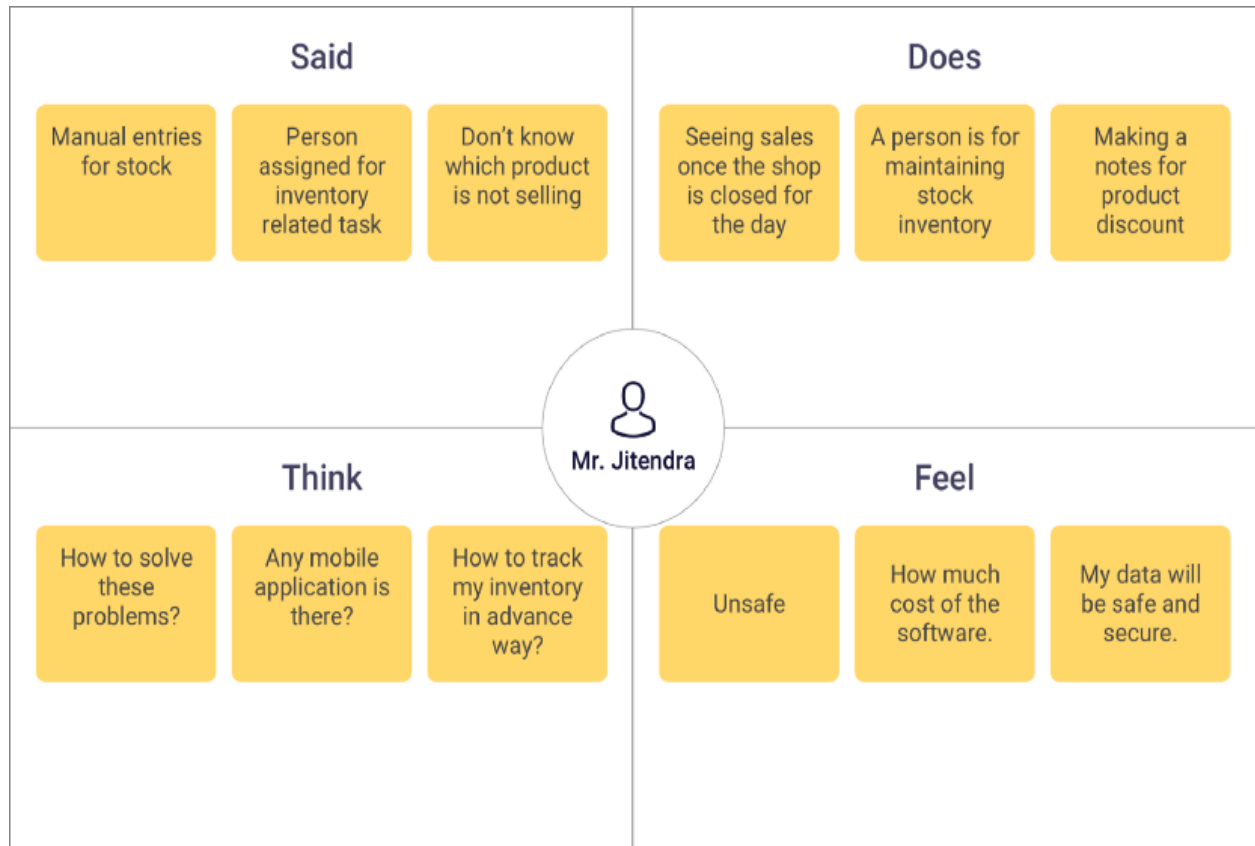 Said
Manual entries
for stock
Person
assigned for
inventory
related task
Don't know
which product
is not selling
Does
Seeing sales
once the shop
is closed for
the day
A person is for
maintaining
stock
inventory
Making a
notes for
product
discount
Mr. Jitendra
Think
How to solve
these
problems?
Any mobile
application is
there?
How to track
my inventory
in advance
way?
Feel
Unsafe
How much
cost of the
software.
My data will
be safe and
secure.